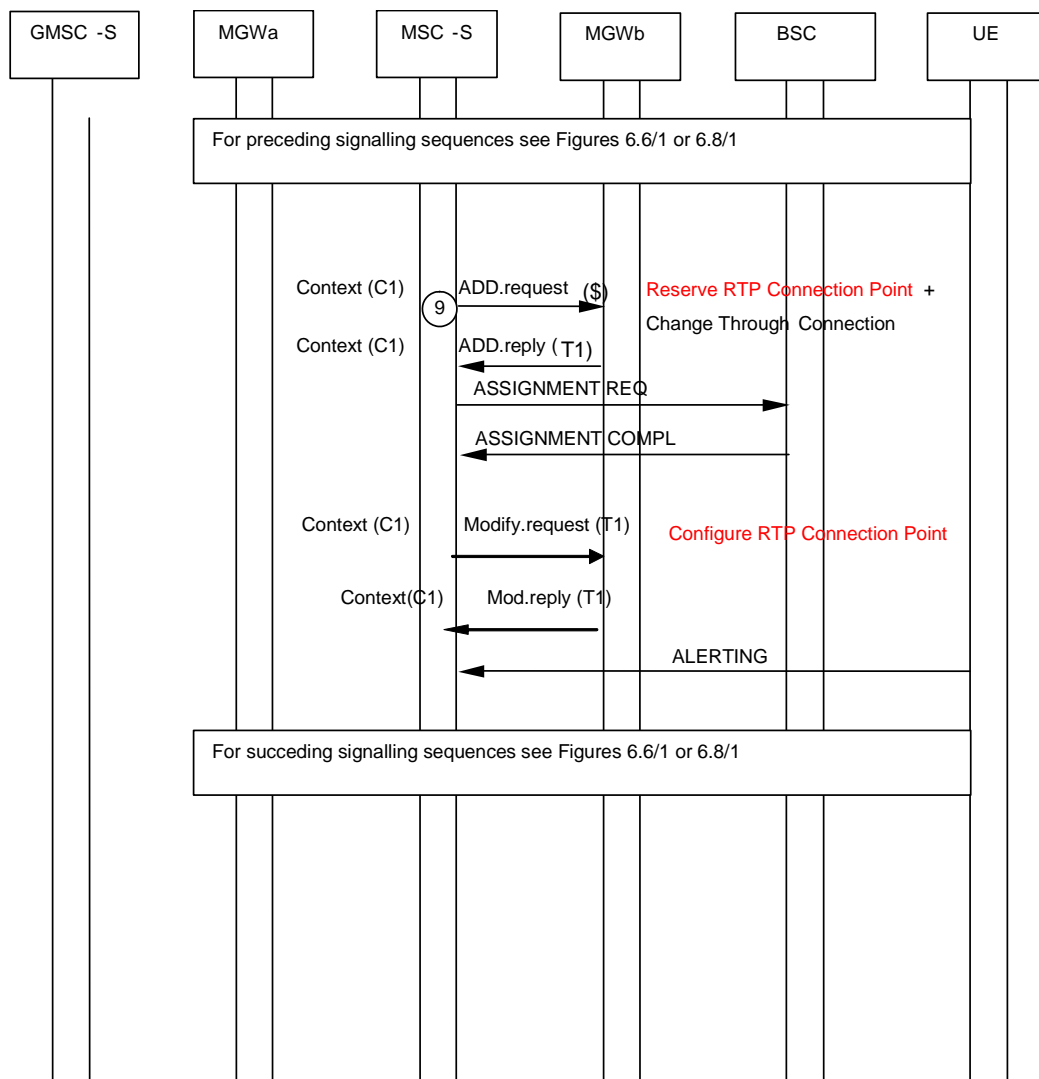 GMSC -S MGWa MSC -S MGWb BSC UE
For preceding signalling sequences see Figures 6.6/1 or 6.8/1
Context (C1) 9 ADD.request ($) Reserve RTP Connection Point +
Change Through Connection
Context (C1) ADD.reply (T1)
ASSIGNMENT REQ
ASSIGNMENT COMPL
Context (C1) Modify.request (T1) Configure RTP Connection Point
Context(C1) Mod.reply (T1)
ALERTING
For succeding signalling sequences see Figures 6.6/1 or 6.8/1